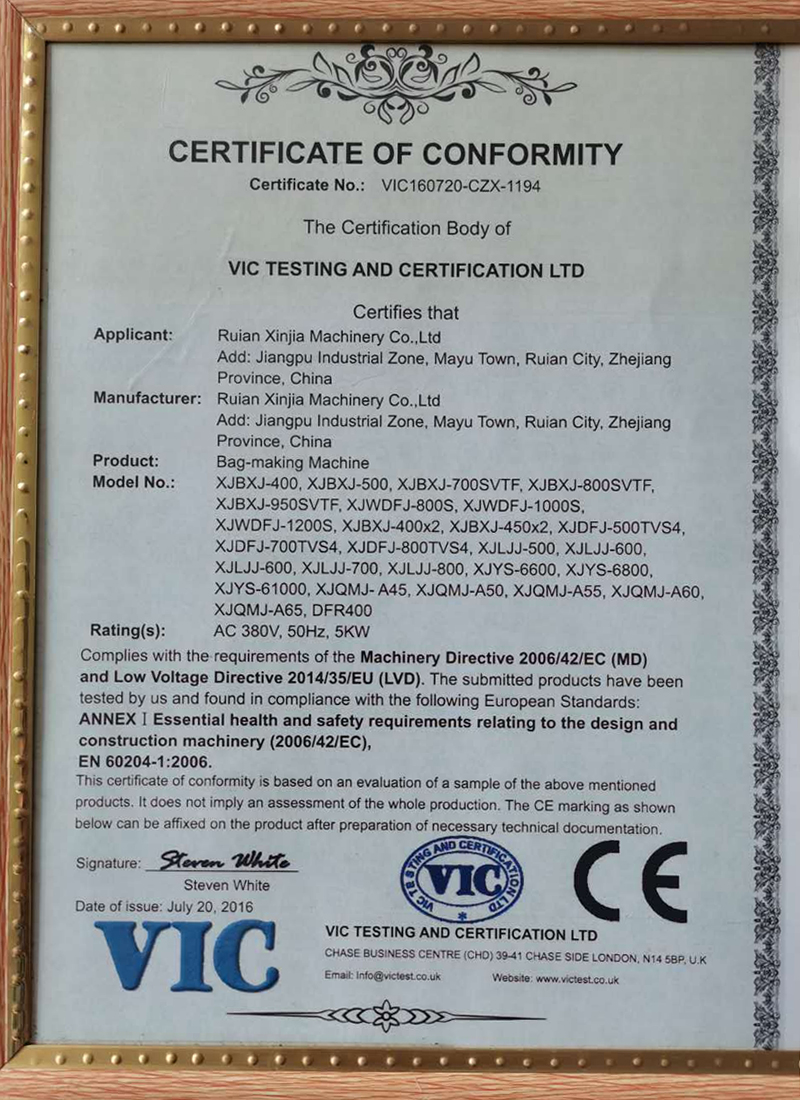 CERTIFICATE OF CONFORMITY
Certificate No.: VIC160720-CZX-1194
The Certification Body of
VIC TESTING AND CERTIFICATION LTD
Certifies that
Applicant: Ruian Xinjia Machinery Co.,Ltd
Add: Jiangpu Industrial Zone, Mayu Town, Ruian City, Zhejiang
Province, China
Manufacturer: Ruian Xinjia Machinery Co.,Ltd
Add: Jiangpu Industrial Zone, Mayu Town, Ruian City, Zhejiang
Province, China
Product: Bag-making Machine
Model No.: XJBXJ-400, XJBXJ-500, XJBXJ-700SVTF, XJBXJ-800SVTF,
XJBXJ-950SVTF, XJWDFJ-800S, XJWDFJ-1000S,
XJWDFJ-1200S, XJBXJ-400x2, XJBXJ-450x2, XJDFJ-500TVS4,
XJDFJ-700TVS4, XJDFJ-800TVS4, XJLJJ-500, XJLJJ-600,
XJLJJ-600, XJLJJ-700, XJLJJ-800, XJYS-6600, XJYS-6800,
XJYS-61000, XJQMJ- A45, XJQMJ-A50, XJQMJ-A55, XJQMJ-A60,
XJQMJ-A65, DFR400
Rating(s): AC 380V, 50Hz, 5KW
Complies with the requirements of the Machinery Directive 2006/42/EC (MD)
and Low Voltage Directive 2014/35/EU (LVD). The submitted products have been
tested by us and found in compliance with the following European Standards:
ANNEX I Essential health and safety requirements relating to the design and
construction machinery (2006/42/EC),
EN 60204-1:2006.
This certificate of conformity is based on an evaluation of a sample of the above mentioned
products. It does not imply an assessment of the whole production. The CE marking as shown
below can be affixed on the product after preparation of necessary technical documentation.
Signature: Steven White
Steven White
Date of issue: July 20, 2016
VIC TESTING AND CERTIFICATION LTD
VIC
CE
VIC
VIC TESTING AND CERTIFICATION LTD
CHASE BUSINESS CENTRE (CHD) 39-41 CHASE SIDE LONDON, N14 5BP, U.K
Email: Info@victest.co.uk Website: www.victest.co.uk